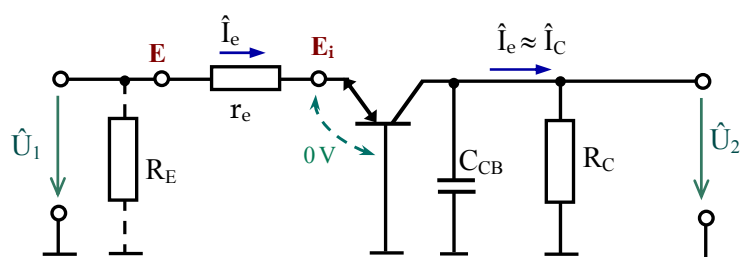 E
Î_e
E_i
Î_e ≈ Î_C
r_e
Û_1
R_E
0 V
C_CB
R_C
Û_2